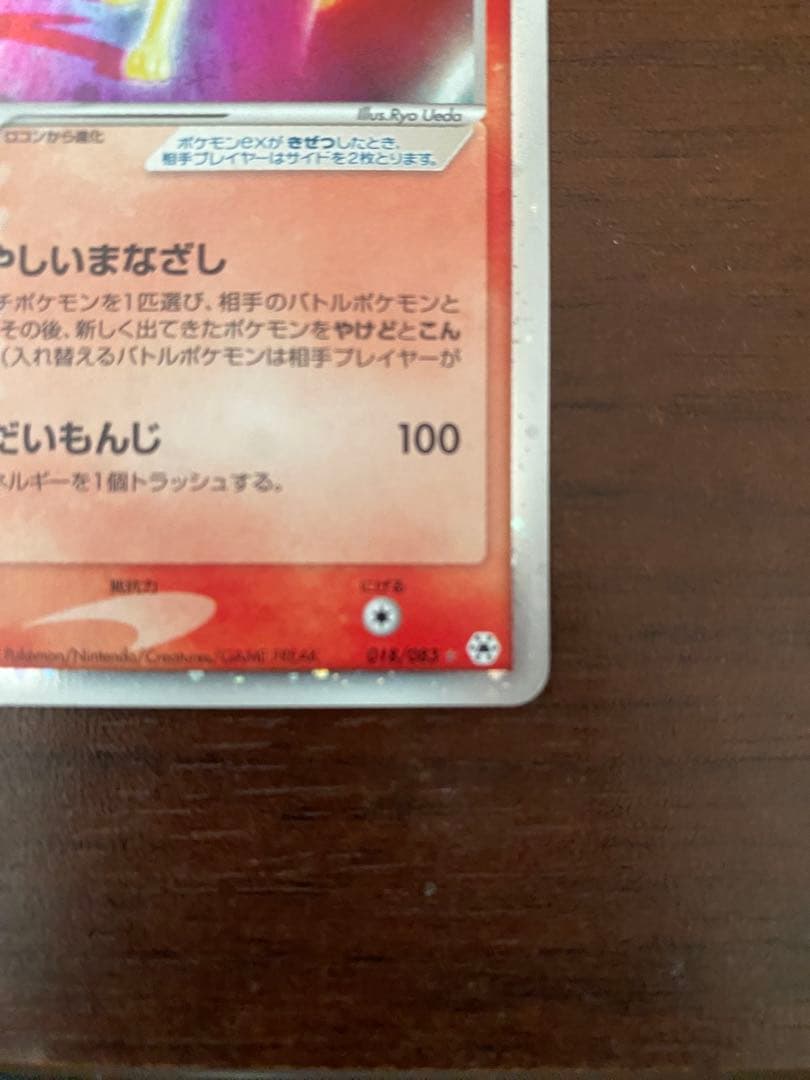 Illus.Ryo Ueda
ロコンから進化
ポケモンexが きぜつしたとき、
相手プレイヤーはサイドを2枚とります。
やしいまなざし
チポケモンを1匹選び、相手のバトルポケモンと
その後、新しく出てきたポケモンをやけどとこん
(入れ替えるバトルポケモンは相手プレイヤーが
だいもんじ
100
ネルギーを1個トラッシュする。
抵抗力
にげる
Pokémon/Nintendo/Creatures/GAME FREAK
018/083